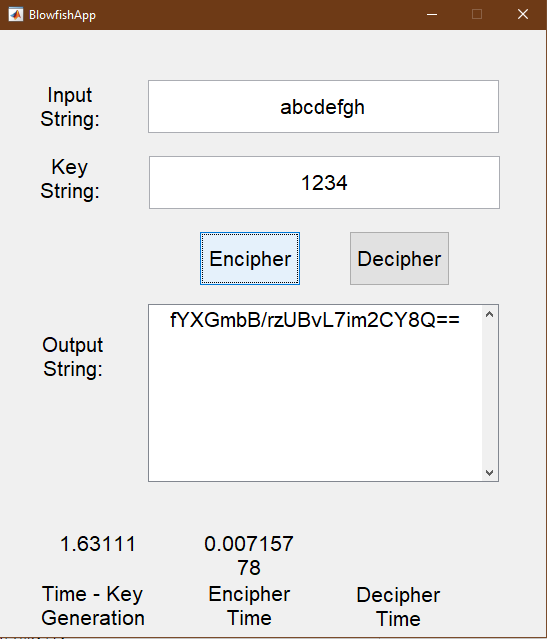 BlowfishApp
Input
String:
abcdefgh
Key
String:
1234
Encipher
Decipher
Output
String:
fYXGmbB/rzUBvL7im2CY8Q==
1.63111
0.007157
78
Time - Key
Generation
Encipher
Time
Decipher
Time